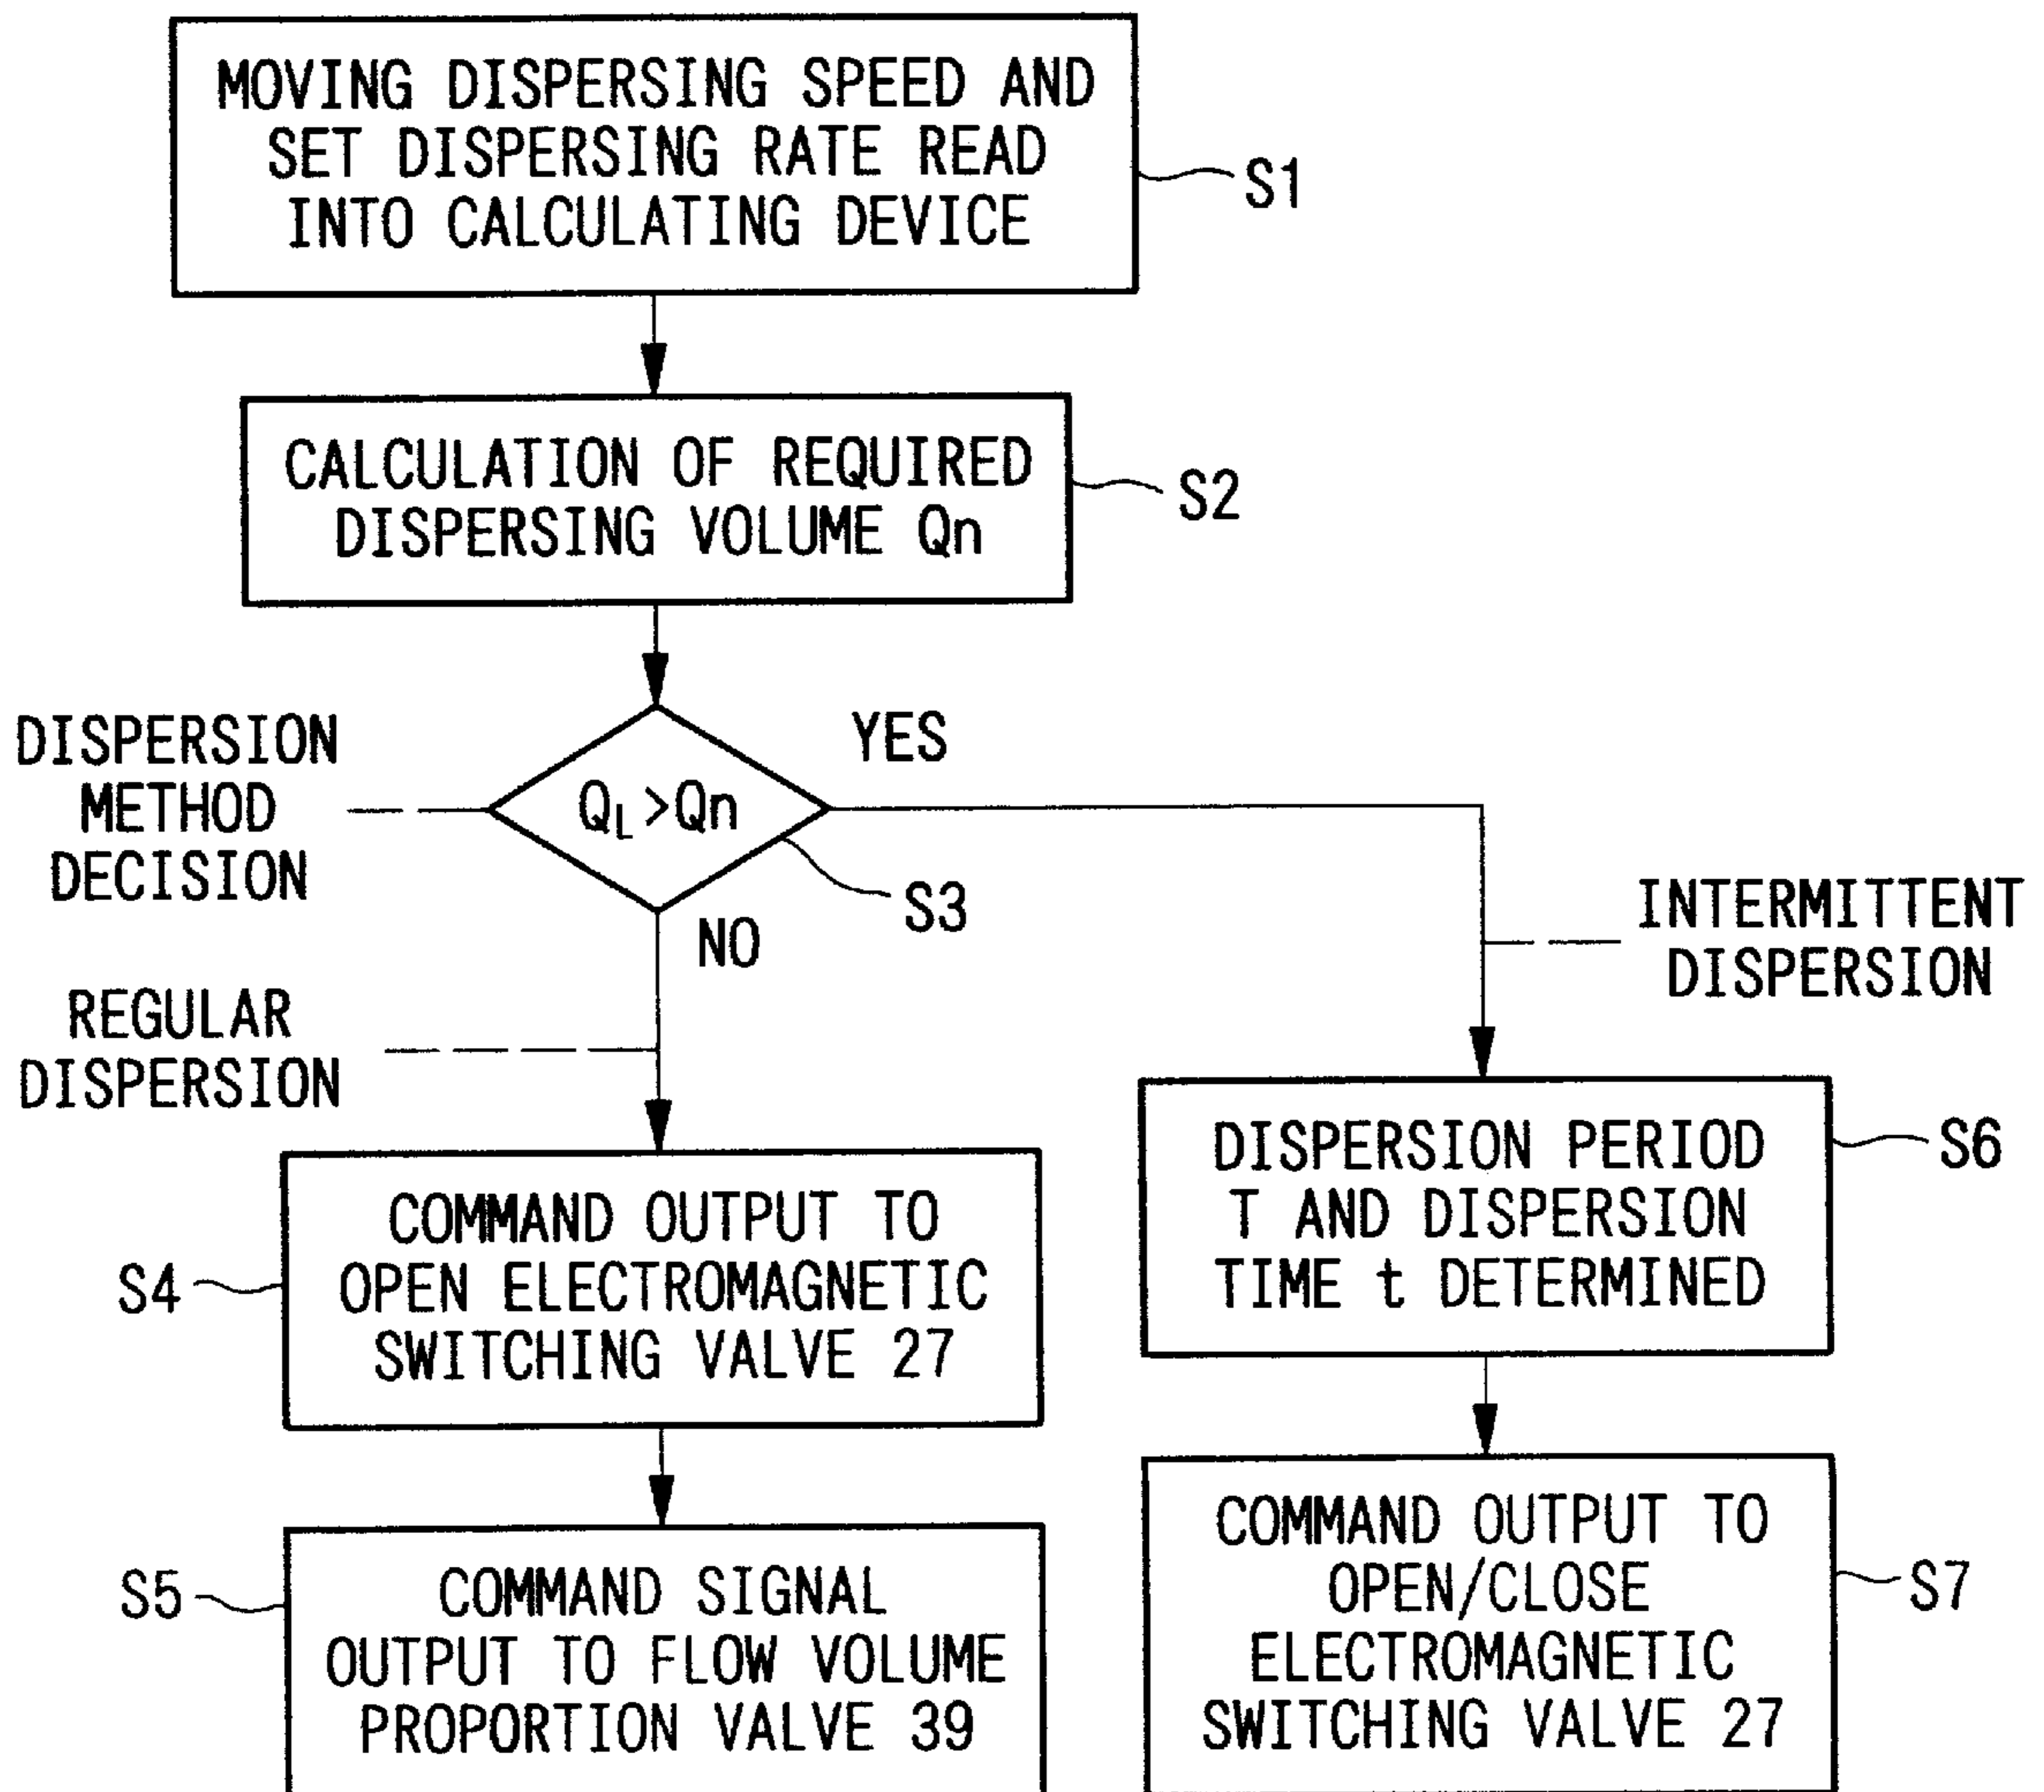 MOVING DISPERSING SPEED AND
SET DISPERSING RATE READ
INTO CALCULATING DEVICE
S1
CALCULATION OF REQUIRED
DISPERSING VOLUME Qn
S2
DISPERSION
METHOD
DECISION
QL>Qn
YES
S3
NO
INTERMITTENT
DISPERSION
REGULAR
DISPERSION
S4
COMMAND OUTPUT TO
OPEN ELECTROMAGNETIC
SWITCHING VALVE 27
DISPERSION PERIOD
T AND DISPERSION
TIME t DETERMINED
S6
S5
COMMAND SIGNAL
OUTPUT TO FLOW VOLUME
PROPORTION VALVE 39
COMMAND OUTPUT TO
OPEN/CLOSE
ELECTROMAGNETIC
SWITCHING VALVE 27
S7